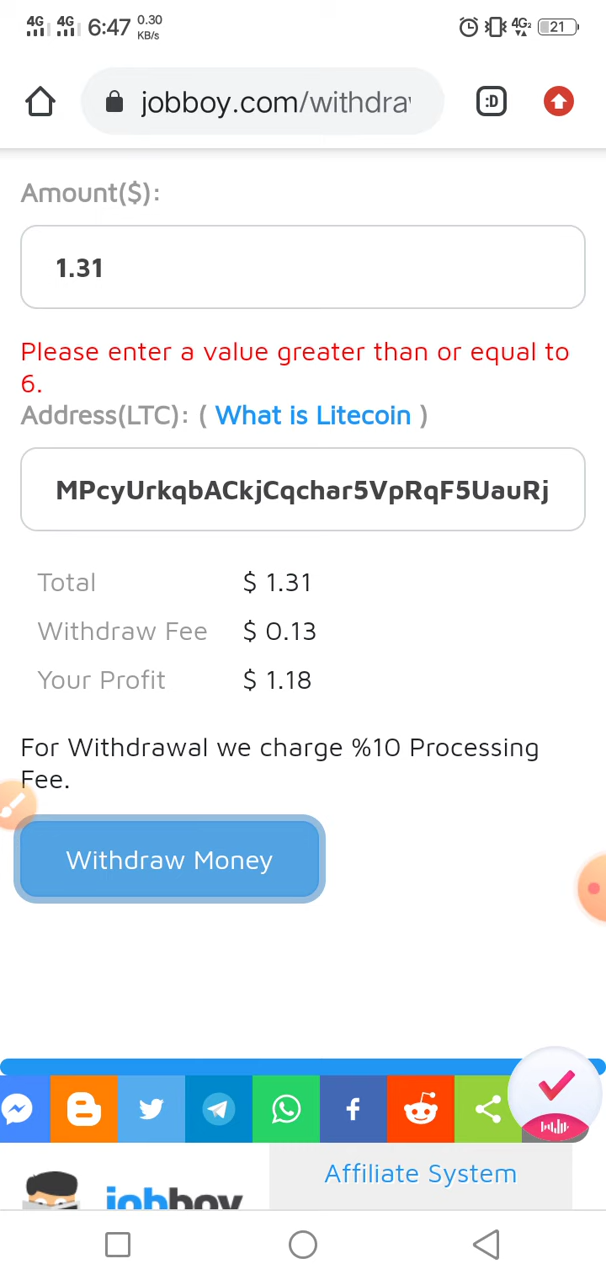 4G 4G 6:47 0.30 KB/s 4G 21
jobboy.com/withdra
:D
Amount($):
1.31
Please enter a value greater than or equal to
6.
Address(LTC): ( What is Litecoin )
MPcyUrkqbACkjCqchar5VpRqF5UauRj
Total $ 1.31
Withdraw Fee $ 0.13
Your Profit $ 1.18
For Withdrawal we charge %10 Processing
Fee.
Withdraw Money
Affiliate System
jobboy